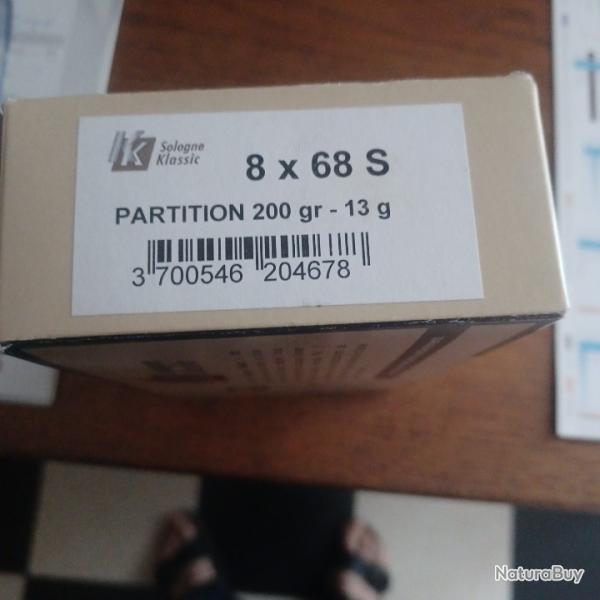 Sologne
Klassic
8 x 68 S
PARTITION 200 gr - 13 g
3 700546 204678
NaturaBuy